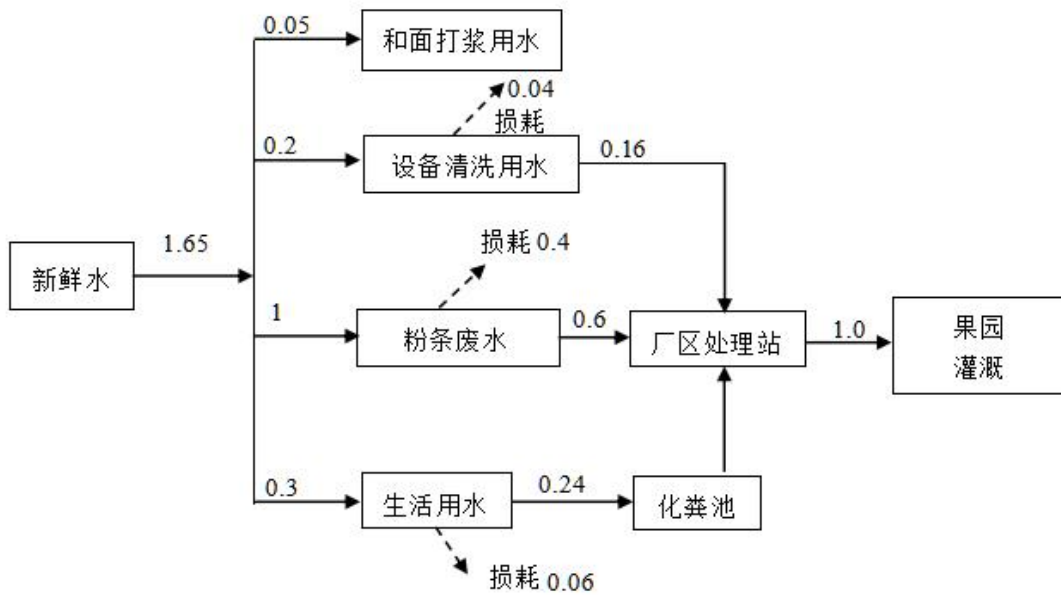 0.05
和面打浆用水
0.04
损耗
0.2
设备清洗用水
0.16
新鲜水
1.65
损耗 0.4
1
粉条废水
0.6
厂区处理站
1.0
果园
灌溉
0.3
生活用水
0.24
化粪池
损耗 0.06